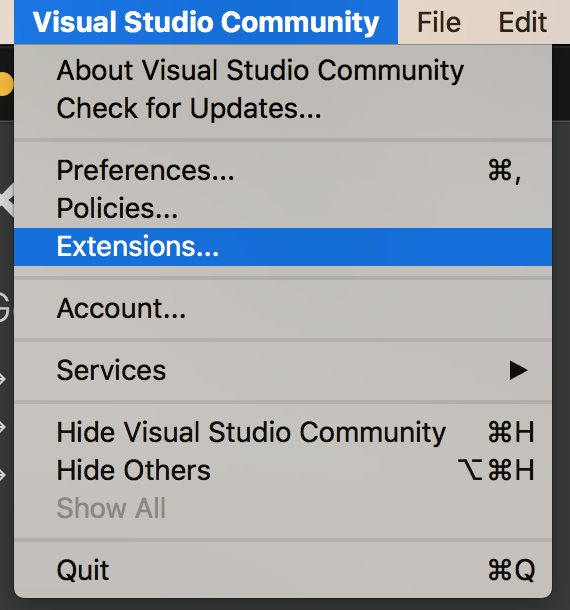 Visual Studio Community File Edit
About Visual Studio Community
Check for Updates...
Preferences... ⌘,
Policies...
Extensions...
Account...
Services ▶
Hide Visual Studio Community ⌘H
Hide Others ⌥⌘H
Show All
Quit ⌘Q